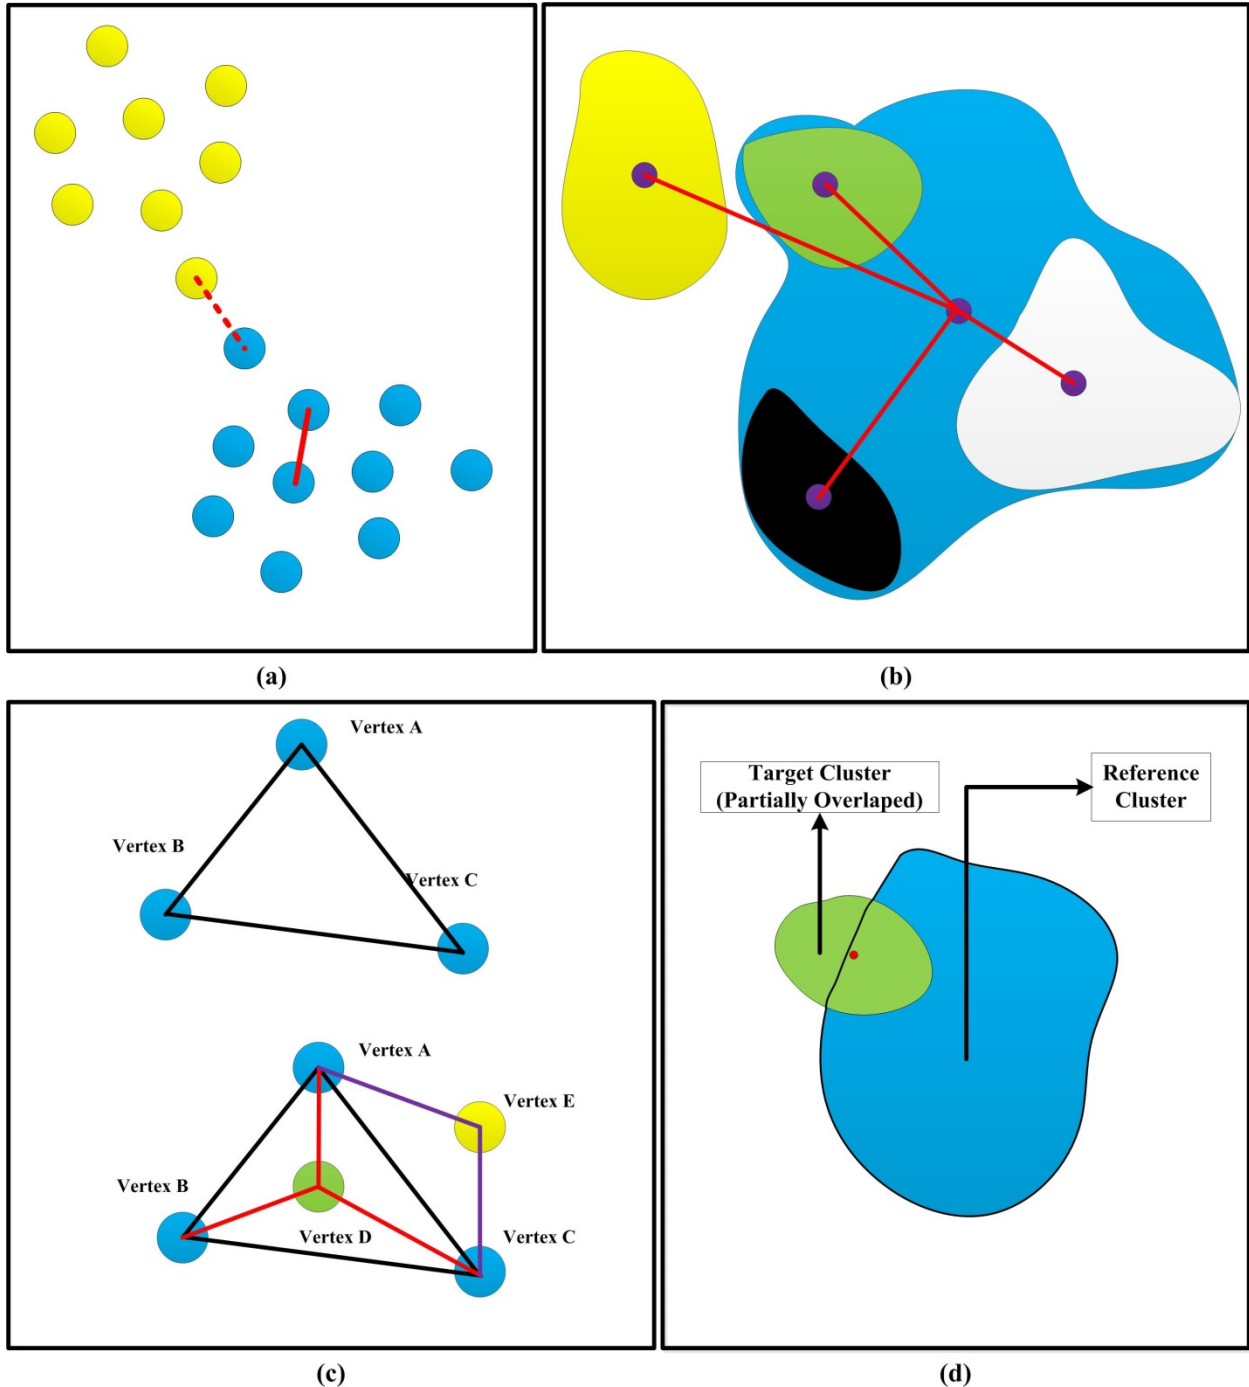 (a)
(b)
Vertex A
Vertex B
Vertex C
Vertex A
Vertex E
Vertex B
Vertex D
Vertex C
(c)
Target Cluster
(Partially Overlaped)
Reference
Cluster
(d)